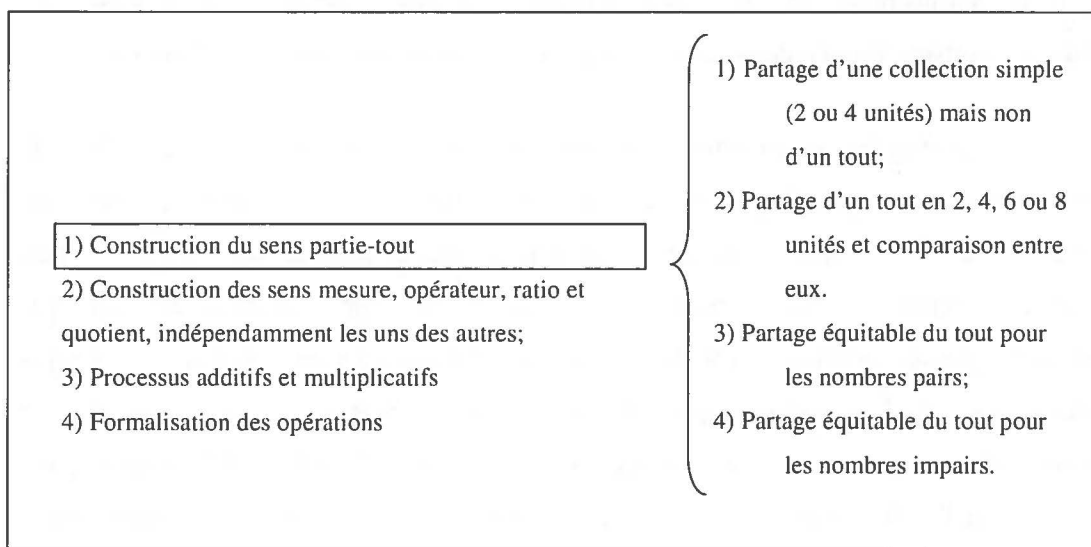 1) Construction du sens partie-tout
2) Construction des sens mesure, opérateur, ratio et
quotient, indépendamment les uns des autres;
3) Processus additifs et multiplicatifs
4) Formalisation des opérations
1) Partage d'une collection simple
(2 ou 4 unités) mais non
d'un tout;
2) Partage d'un tout en 2, 4, 6 ou 8
unités et comparaison entre
eux.
3) Partage équitable du tout pour
les nombres pairs;
4) Partage équitable du tout pour
les nombres impairs.